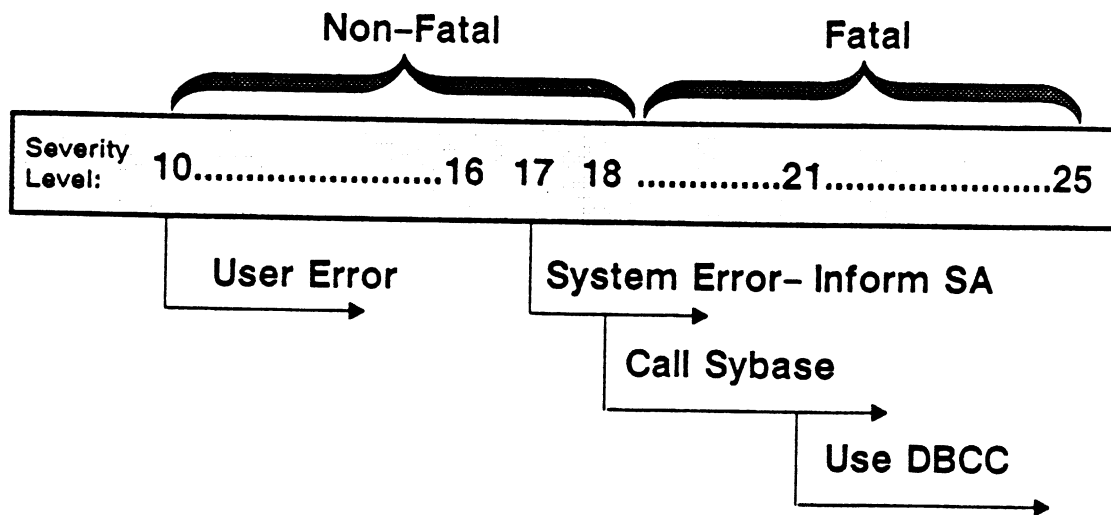 Non-Fatal Fatal
Severity
Level: 10........................16 17 18 ..............21......................25
User Error System Error- Inform SA
Call Sybase
Use DBCC